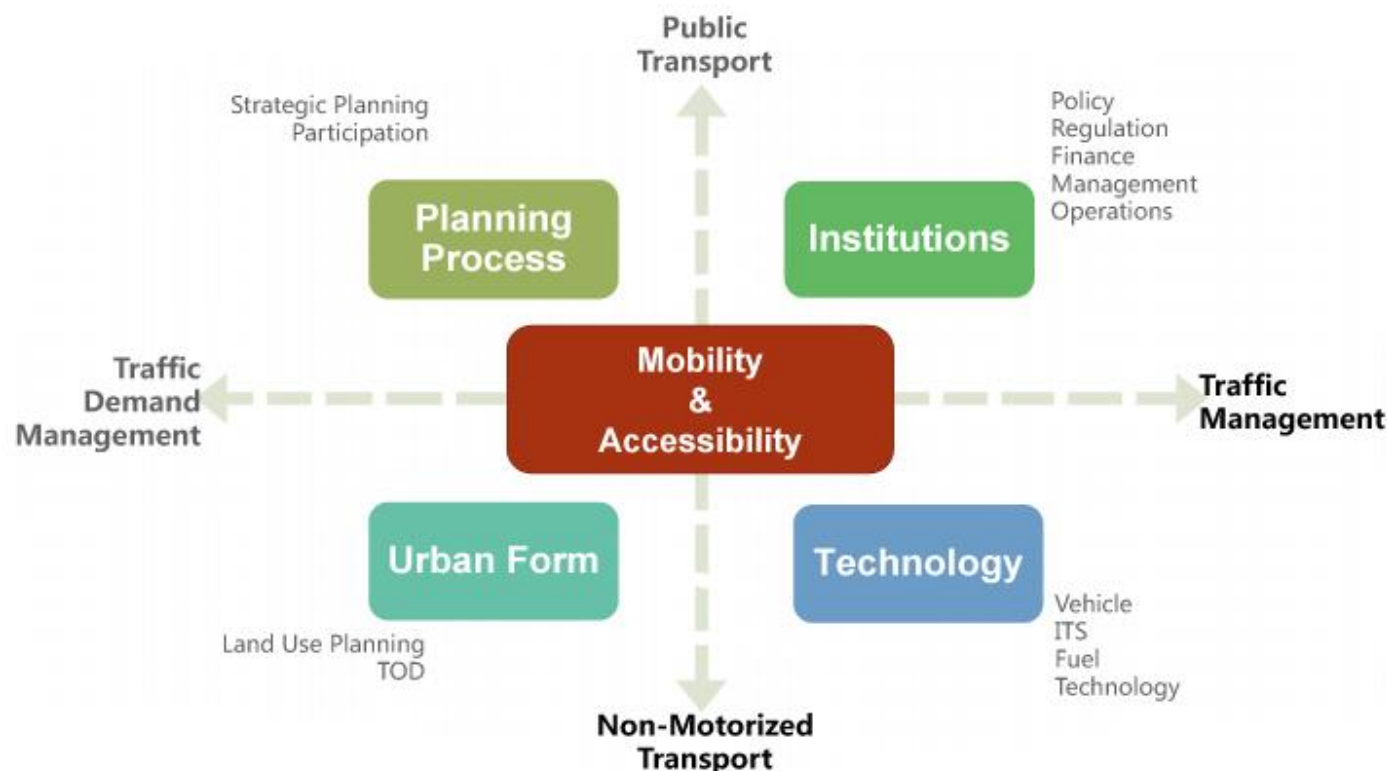 Public
Transport
Strategic Planning
Participation
Policy
Regulation
Finance
Management
Operations
Planning
Process
Institutions
Traffic
Demand
Management
Mobility
&
Accessibility
Traffic
Management
Urban Form
Technology
Land Use Planning
TOD
Vehicle
ITS
Fuel
Technology
Non-Motorized
Transport